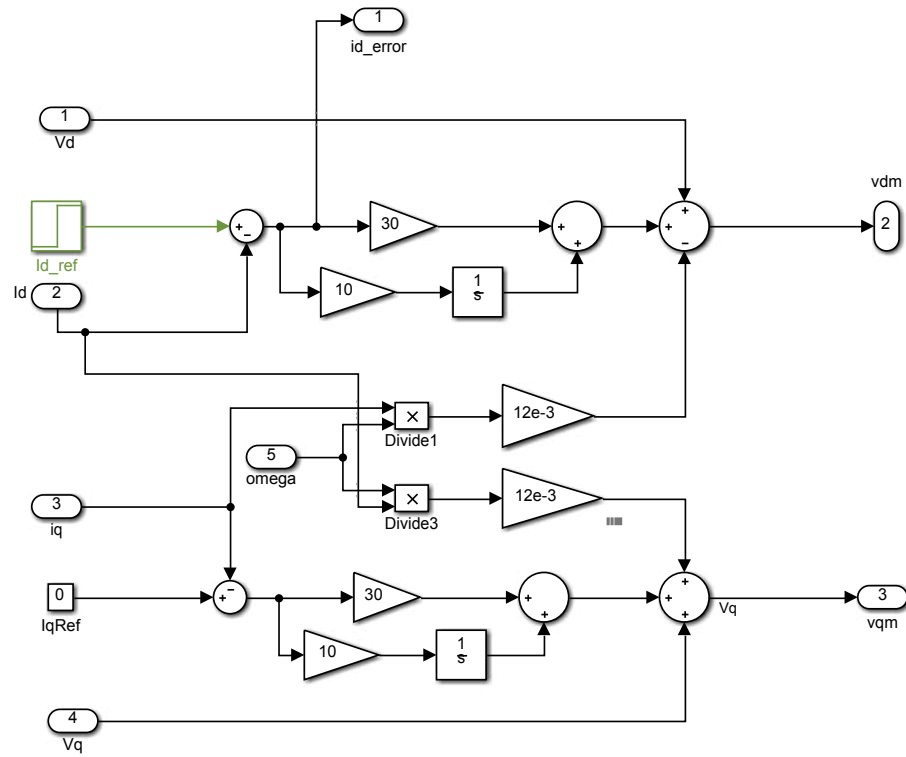 1
id_error
1
Vd
vdm
+
+
−
30
+
+
+
+
−
2
Id_ref
Id
2
10
1
s
×
Divide1
12e-3
5
omega
×
Divide3
12e-3
3
iq
−
+
0
IqRef
30
+
+
+
+
+
Vq
3
vqm
10
1
s
4
Vq